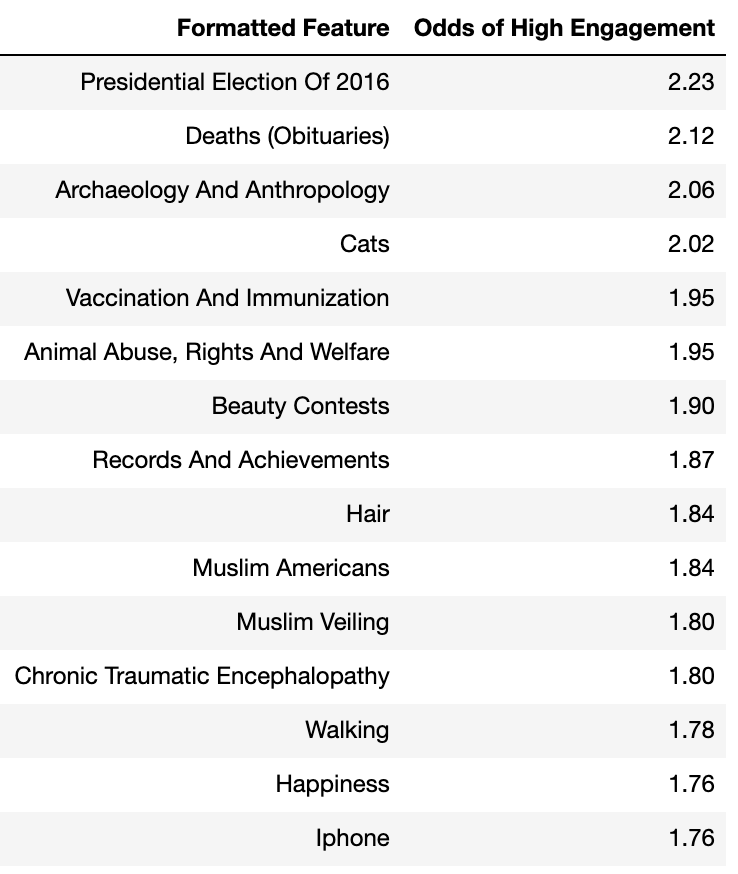 Formatted Feature Odds of High Engagement
Presidential Election Of 2016 2.23
Deaths (Obituaries) 2.12
Archaeology And Anthropology 2.06
Cats 2.02
Vaccination And Immunization 1.95
Animal Abuse, Rights And Welfare 1.95
Beauty Contests 1.90
Records And Achievements 1.87
Hair 1.84
Muslim Americans 1.84
Muslim Veiling 1.80
Chronic Traumatic Encephalopathy 1.80
Walking 1.78
Happiness 1.76
Iphone 1.76